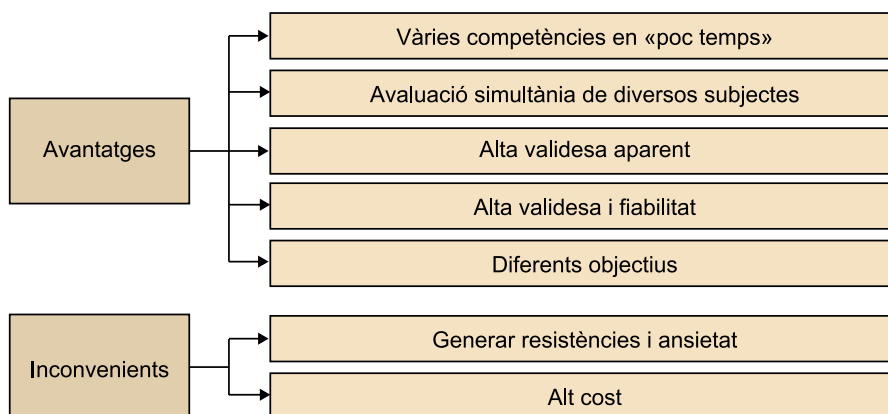 Avantatges
Vàries competències en «poc temps»
Avaluació simultània de diversos subjectes
Alta validesa aparent
Alta validesa i fiabilitat
Diferents objectius
Inconvenients
Generar resistències i ansietat
Alt cost